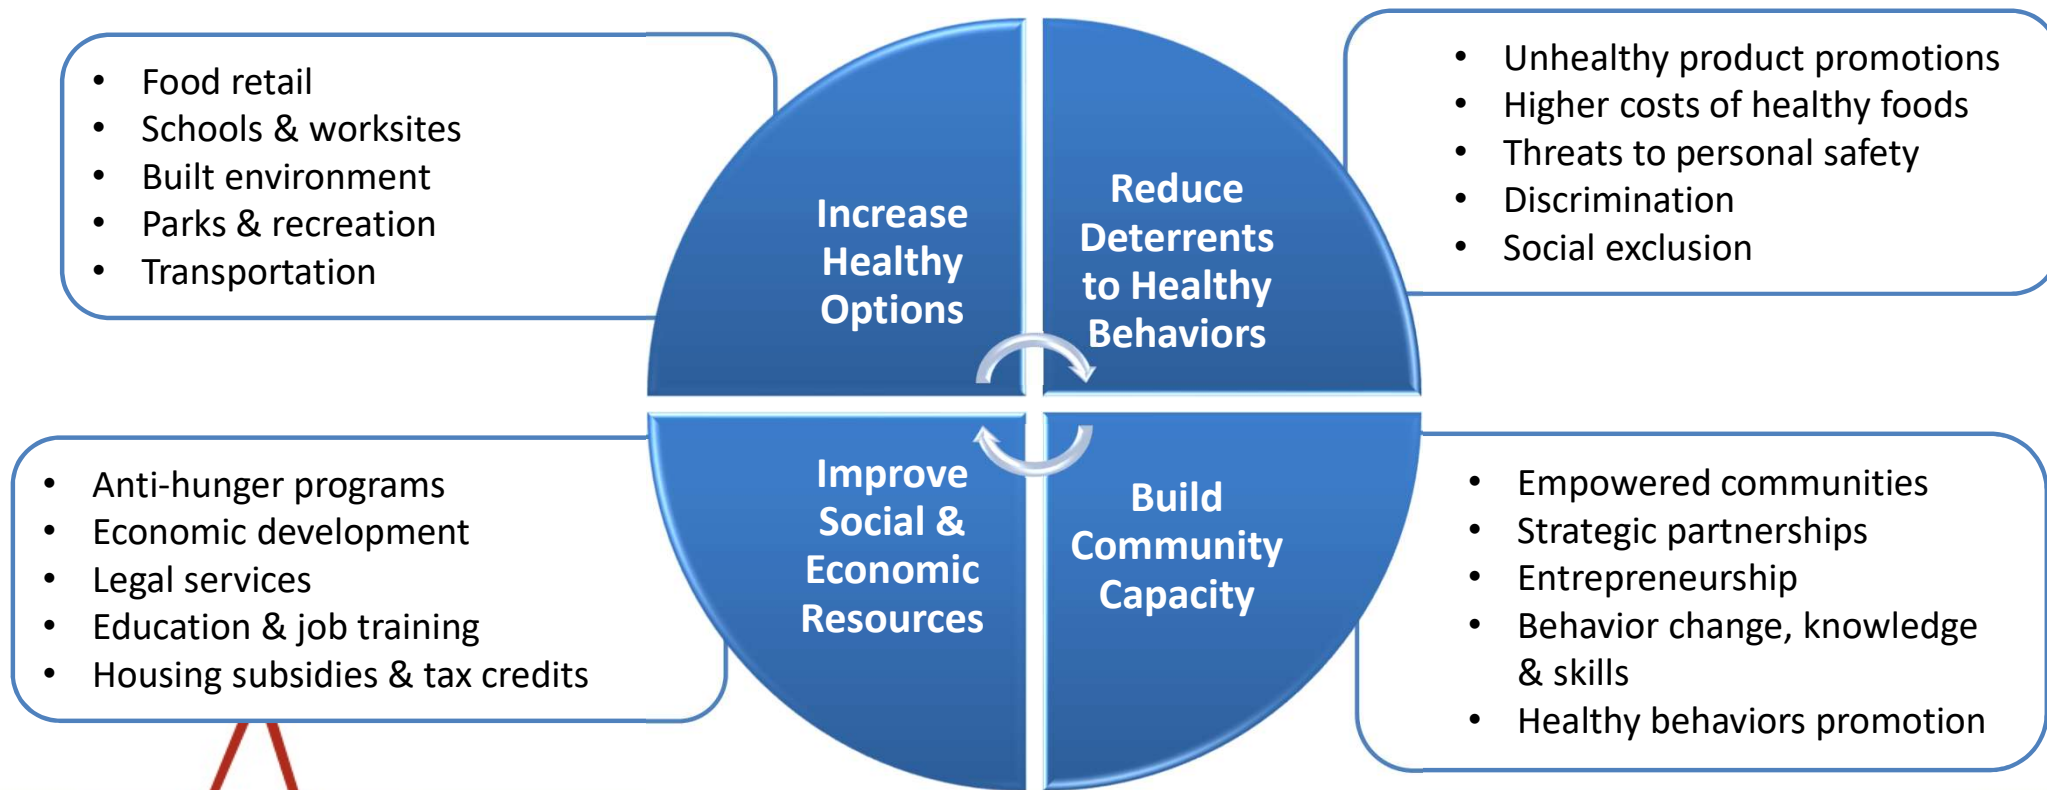 • Food retail
• Schools & worksites
• Built environment
• Parks & recreation
• Transportation
Increase
Healthy
Options
Reduce
Deterrents
to Healthy
Behaviors
• Unhealthy product promotions
• Higher costs of healthy foods
• Threats to personal safety
• Discrimination
• Social exclusion
• Anti-hunger programs
• Economic development
• Legal services
• Education & job training
• Housing subsidies & tax credits
Improve
Social &
Economic
Resources
Build
Community
Capacity
• Empowered communities
• Strategic partnerships
• Entrepreneurship
• Behavior change, knowledge
& skills
• Healthy behaviors promotion